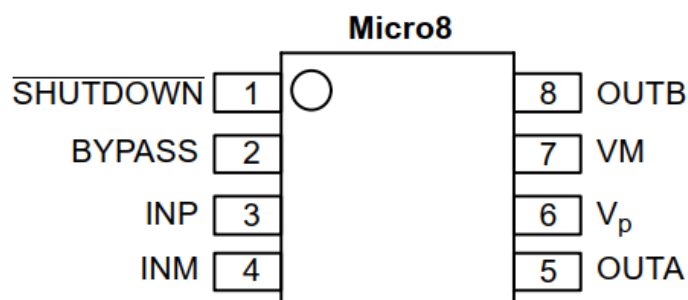 Micro8
SHUTDOWN 1 8 OUTB
BYPASS 2 7 VM
INP 3 6 Vp
INM 4 5 OUTA